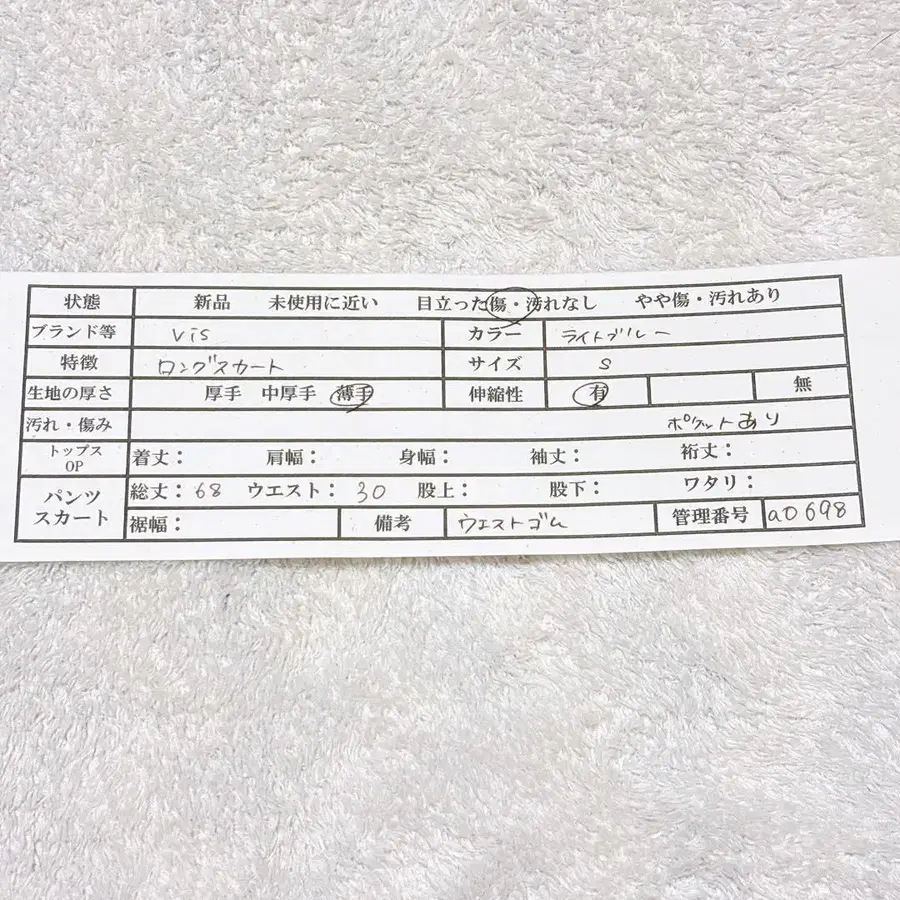 状態 新品 未使用に近い 目立った傷・汚れなし やや傷・汚れあり
ブランド等 vis カラー ライトブルー
特徴 ロングスカート サイズ S
生地の厚さ 厚手 中厚手 薄手 伸縮性 有 無
汚れ・傷み ポケットあり
トップス OP 着丈: 肩幅: 身幅: 袖丈: 裄丈:
パンツ スカート 総丈:68 ウエスト:30 股上: 股下: ワタリ:
裾幅: 備考 ウエストゴム 管理番号 a0698